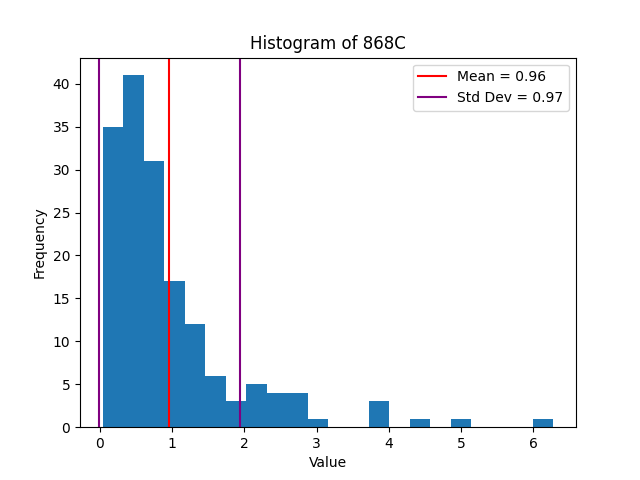 Histogram of 868C
Mean = 0.96
Std Dev = 0.97
Frequency
40
35
30
25
20
15
10
5
0
0 1 2 3 4 5 6
Value